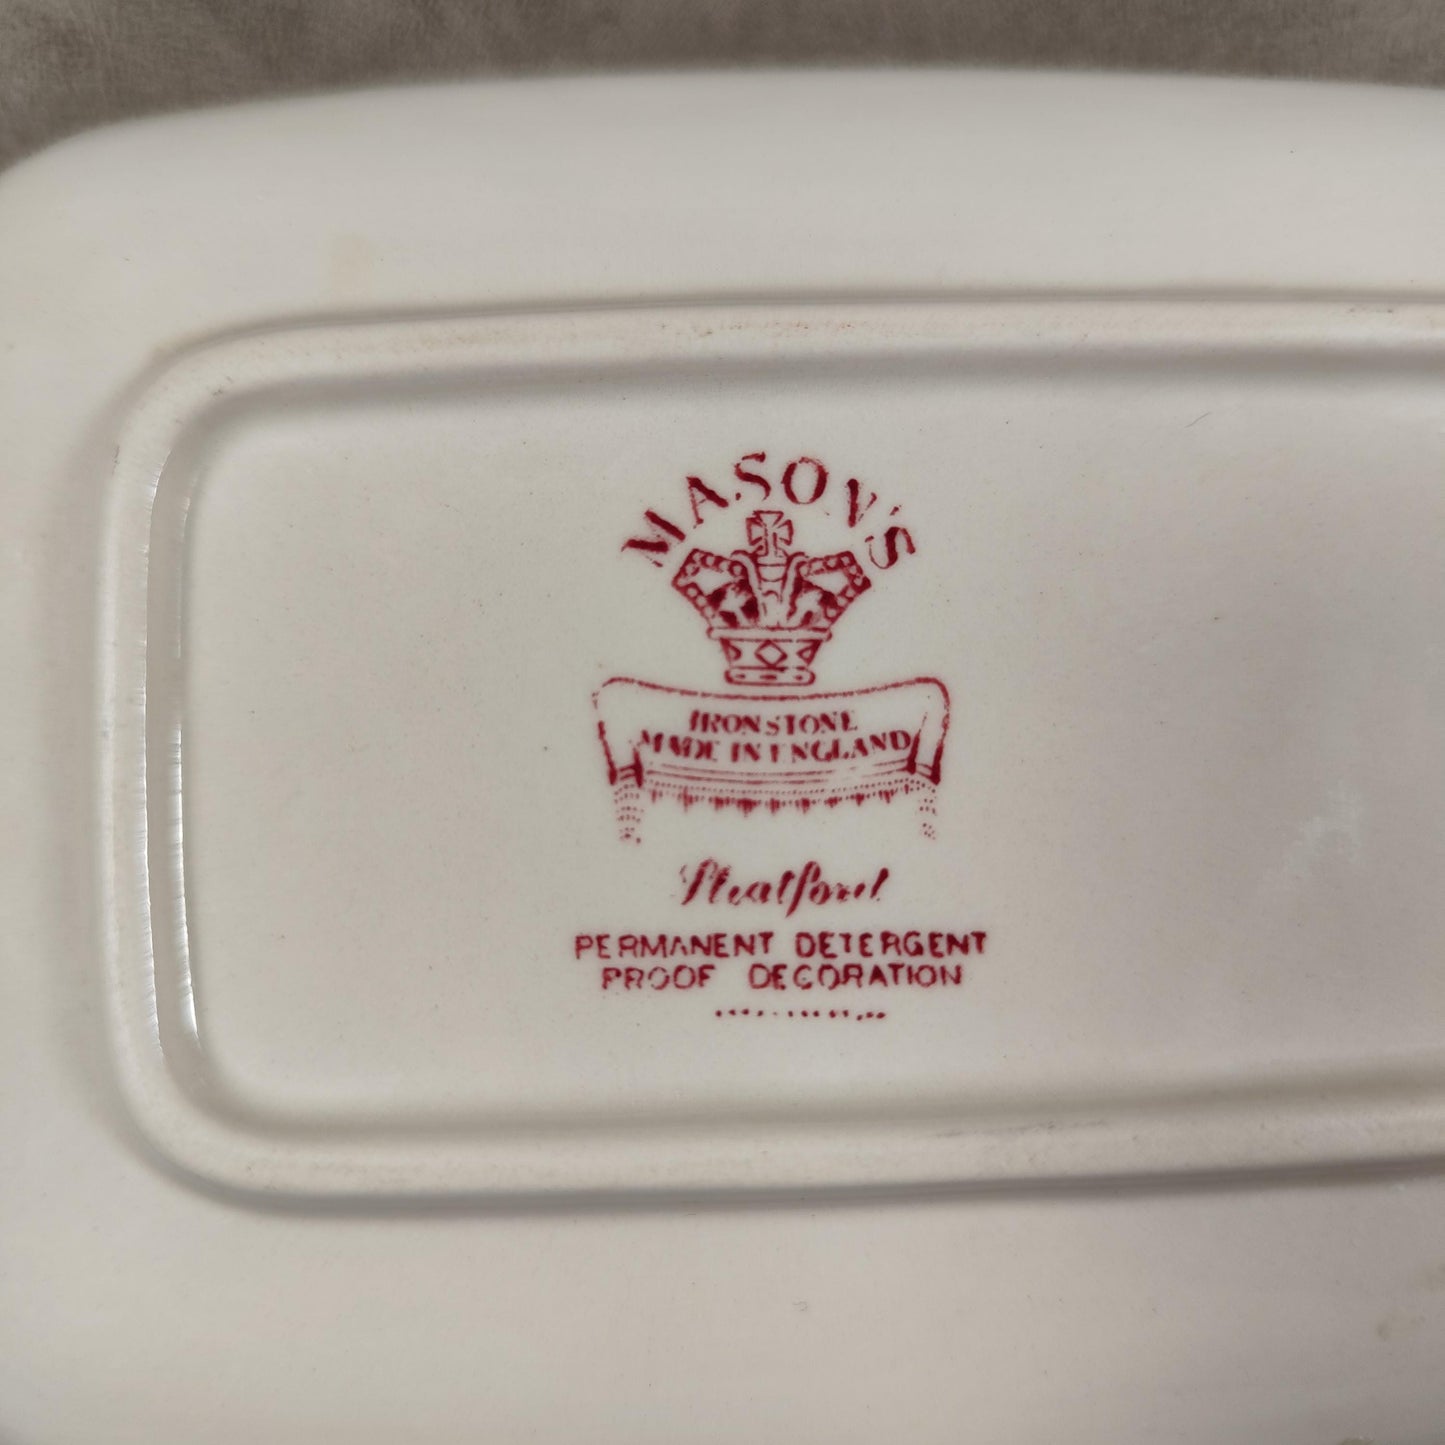 MASON'S
IRONSTONE
MADE IN ENGLAND
Stratford
PERMANENT DETERGENT
PROOF DECORATION